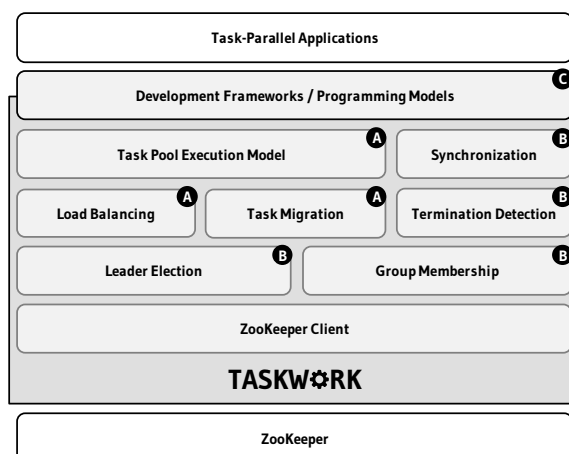 Task-Parallel Applications
C
Development Frameworks / Programming Models
A
B
Task Pool Execution Model
Synchronization
A
A
B
Load Balancing
Task Migration
Termination Detection
B
B
Leader Election
Group Membership
ZooKeeper Client
TASKWORK
ZooKeeper